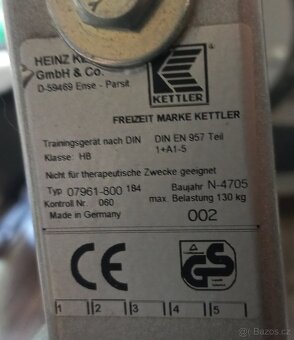 HEINZ
GmbH & Co.
D-59469 Ense - Parsit
KETTLER
FREIZEIT MARKE KETTLER
Trainingsgerät nach DIN DIN EN 957 Teil
Klasse: HB 1+A1-5
Nicht für therapeutische Zwecke geeignet
Typ 07961-800 184 Baujahr N-4705
Kontroll Nr. 060 max. Belastung 130 kg
Made in Germany 002
CE GS
1 2 3 4 5